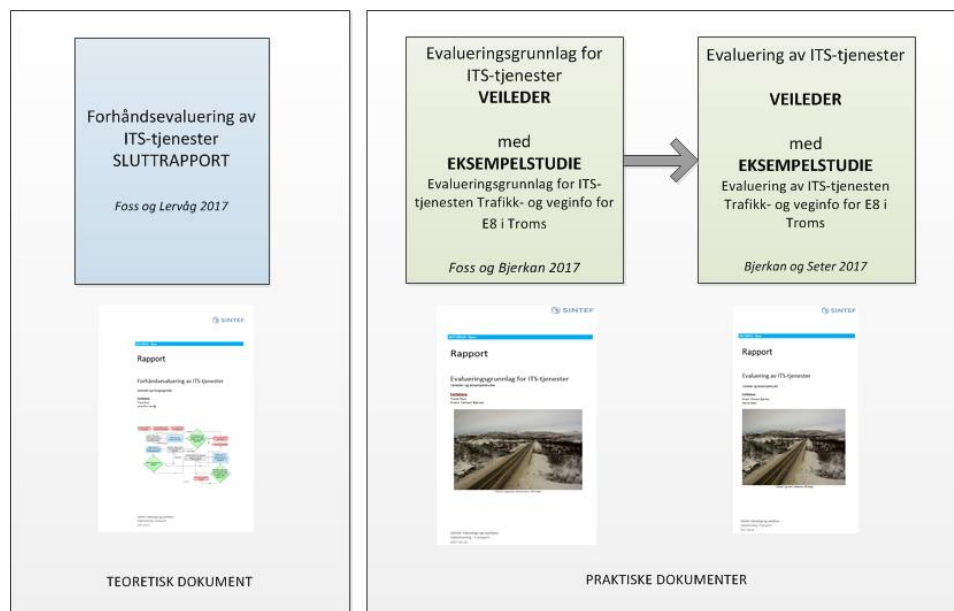 Forhåndsevaluering av
ITS-tjenester
SLUTTRAPPORT
Foss og Lervåg 2017
SINTEF
Rapport
Forhåndsevaluering av ITS-tjenester
TEORETISK DOKUMENT
Evalueringsgrunnlag for
ITS-tjenester
VEILEDER
med
EKSEMPELSTUDIE
Evalueringsgrunnlag for ITS-
tjenesten Trafikk- og veginfo for
E8 i Troms
Foss og Bjerkan 2017
Evaluering av ITS-tjenester
VEILEDER
med
EKSEMPELSTUDIE
Evaluering av ITS-tjenesten
Trafikk- og veginfo for E8 i
Troms
Bjerkan og Seter 2017
SINTEF
Rapport
Evalueringsgrunnlag for ITS-tjenester
SINTEF
Rapport
Evaluering av ITS-tjenester
PRAKTISKE DOKUMENTER